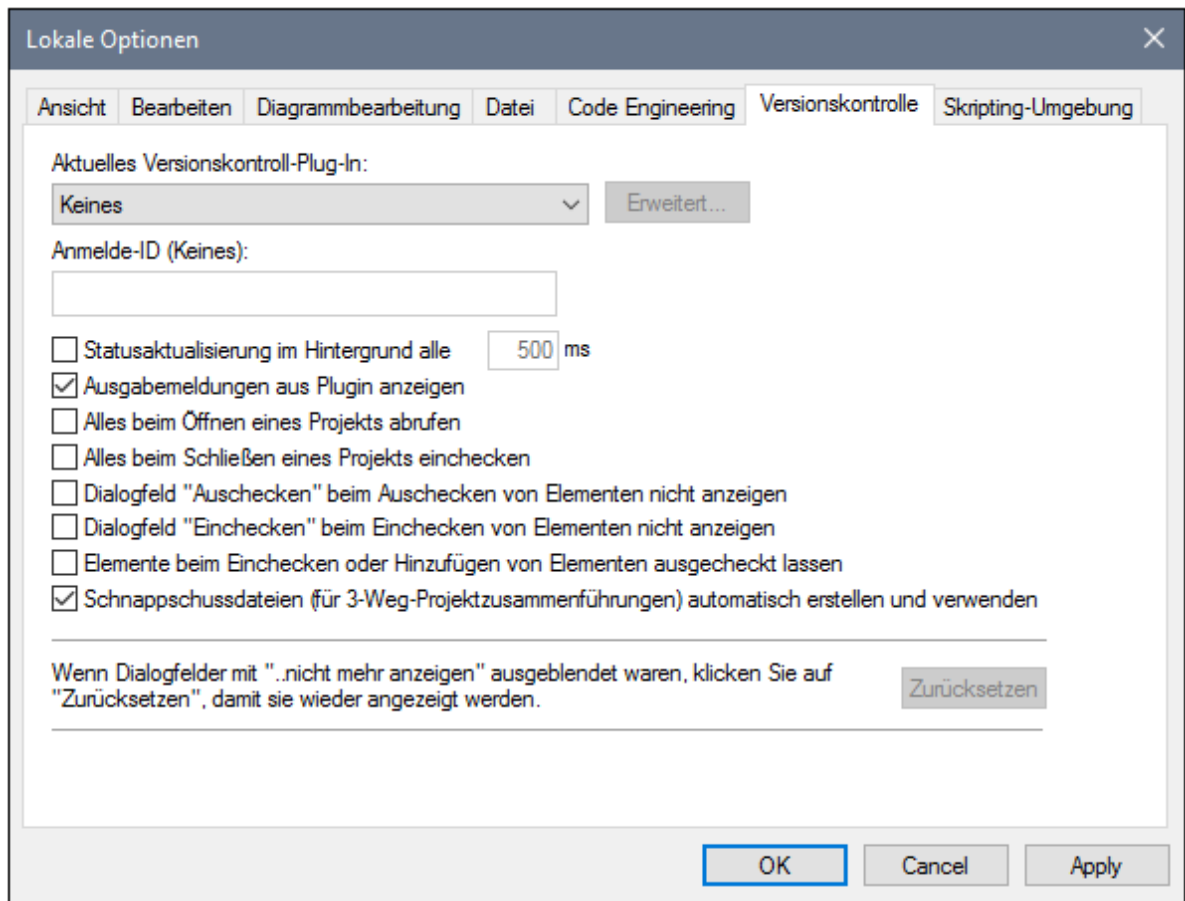 Lokale Optionen
Ansicht Bearbeiten Diagrammbearbeitung Datei Code Engineering Versionskontrolle Skripting-Umgebung
Aktuelles Versionskontroll-Plug-In:
Keines Erweitert...
Anmelde-ID (Keines):
Statusaktualisierung im Hintergrund alle 500 ms
Ausgabemeldungen aus Plugin anzeigen
Alles beim Öffnen eines Projekts abrufen
Alles beim Schließen eines Projekts einchecken
Dialogfeld "Auschecken" beim Auschecken von Elementen nicht anzeigen
Dialogfeld "Einchecken" beim Einchecken von Elementen nicht anzeigen
Elemente beim Einchecken oder Hinzufügen von Elementen ausgecheckt lassen
Schnappschussdateien (für 3-Weg-Projektzusammenführungen) automatisch erstellen und verwenden
Wenn Dialogfelder mit "..nicht mehr anzeigen" ausgeblendet waren, klicken Sie auf
"Zurücksetzen", damit sie wieder angezeigt werden.
Zurücksetzen
OK Cancel Apply